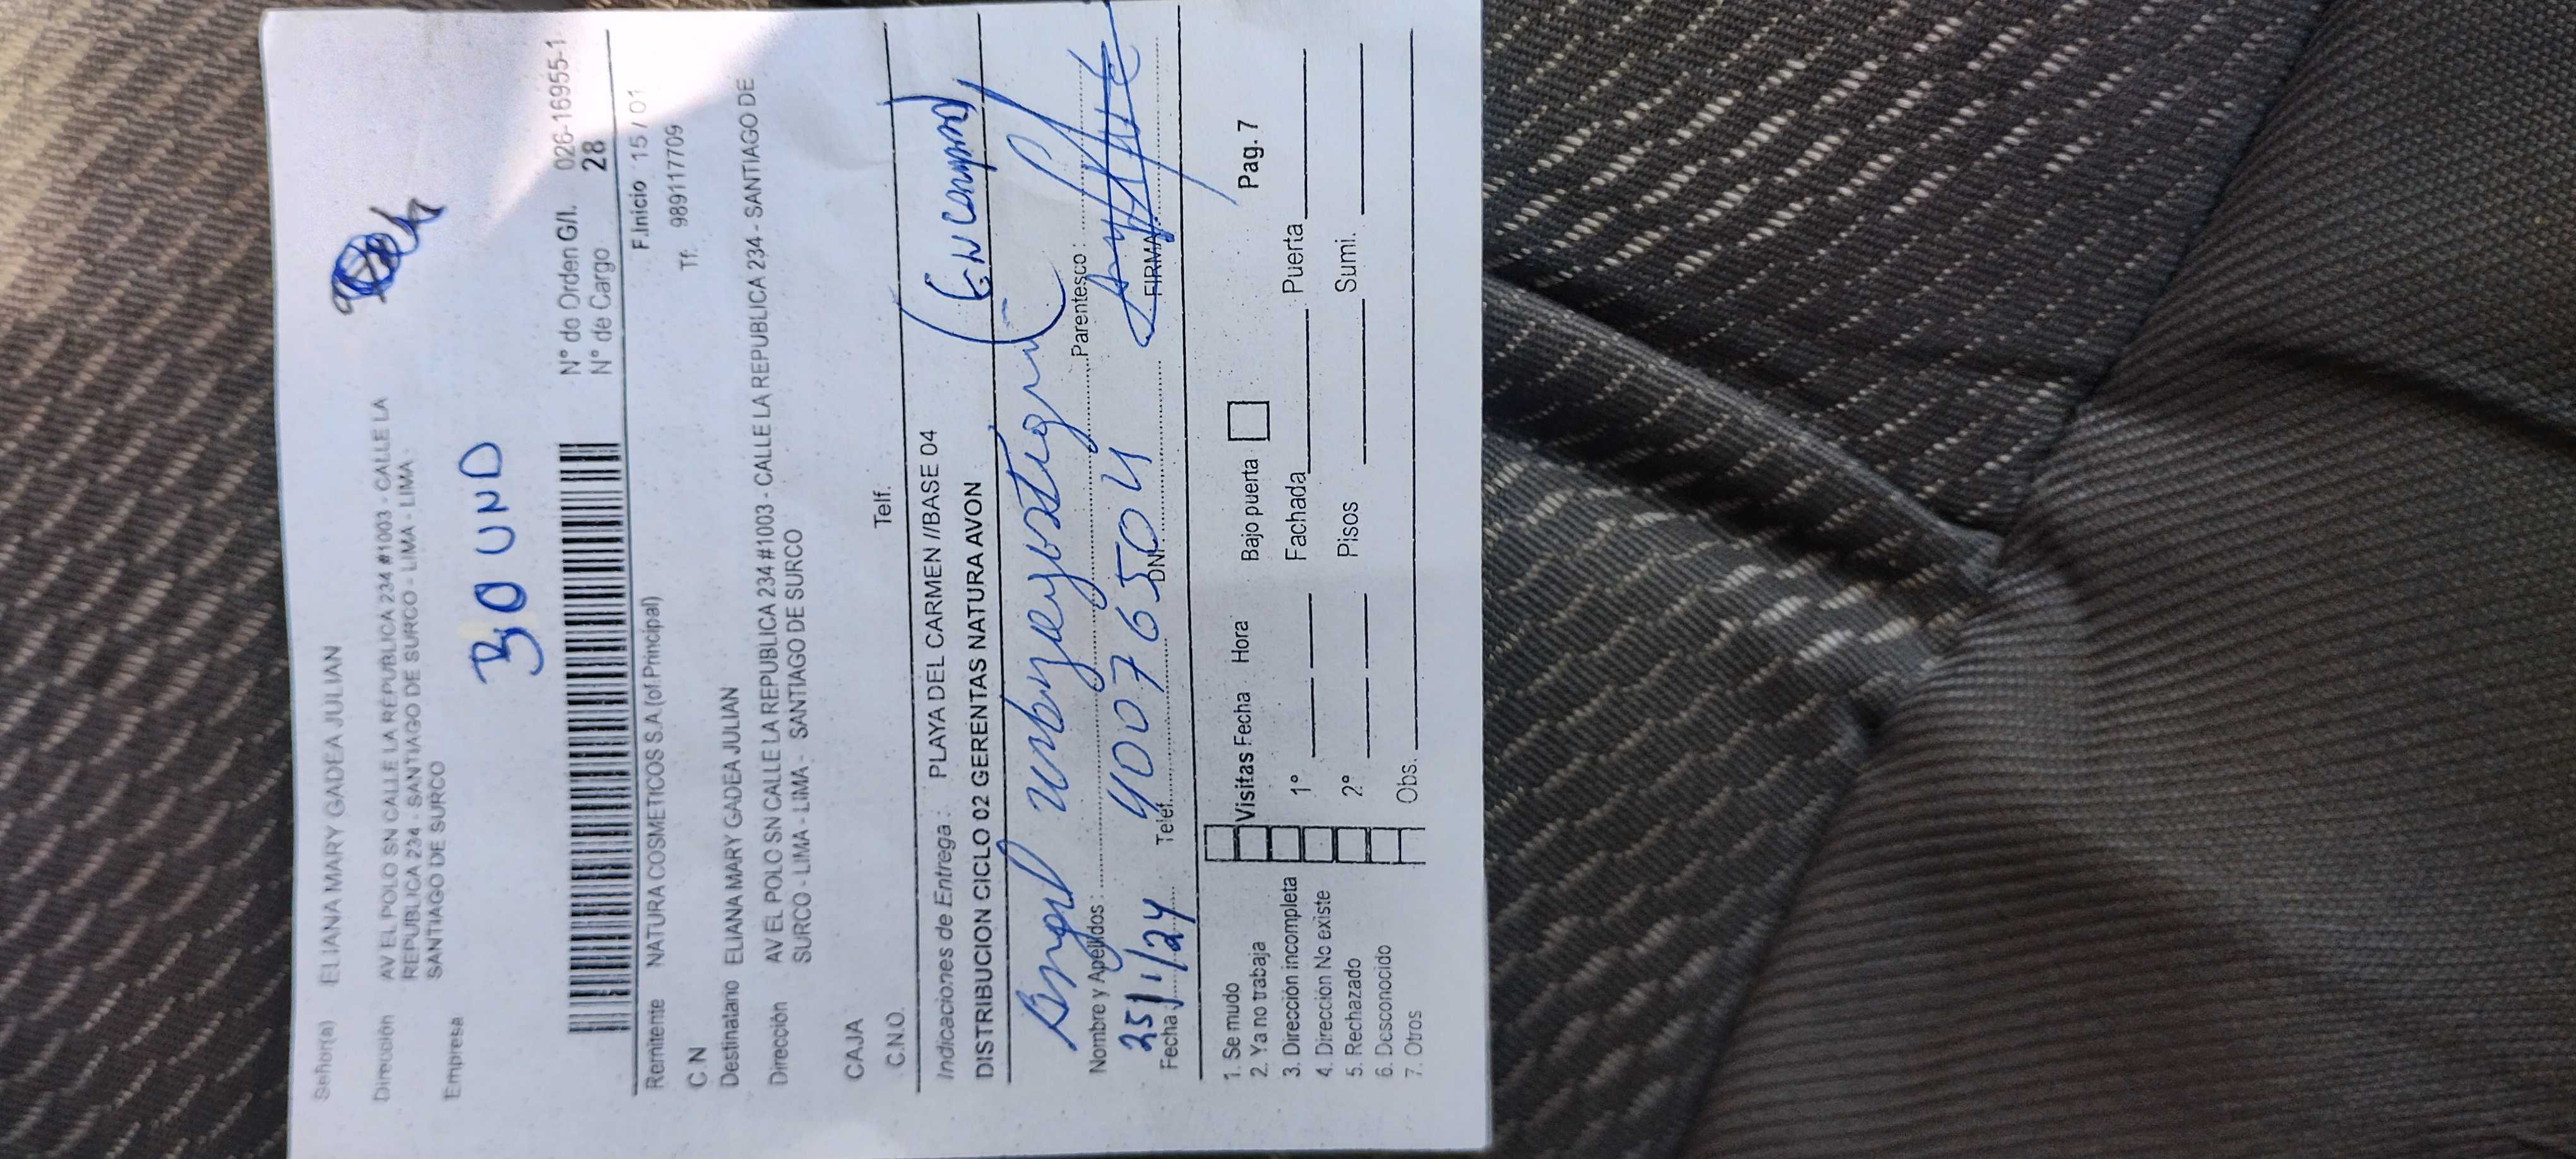 Señor(a) ELIANA MARY GADEA JULIAN
Dirección AV EL POLO SN CALLE LA REPUBLICA 234 #1003 - CALLE LA
REPUBLICA 234 - SANTIAGO DE SURCO - LIMA - LIMA -
SANTIAGO DE SURCO
Empresa
30 UND
N° do Orden G/I. 026-16955-1
N° de Cargo 28
F.Inicio 15 / 01
Remitente NATURA COSMETICOS S.A (of.Principal)
Tf. 989117709
C.N
Destinatario ELIANA MARY GADEA JULIAN
Dirección AV EL POLO SN CALLE LA REPUBLICA 234 #1003 - CALLE LA REPUBLICA 234 - SANTIAGO DE
SURCO - LIMA - LIMA - SANTIAGO DE SURCO
CAJA
C.N.O. Telf.
Indicaciones de Entrega : PLAYA DEL CARMEN //BASE 04
DISTRIBUCION CICLO 02 GERENTAS NATURA AVON
Angel
Nombre y Apellidos : Parentesco :
25/1/24 40076504
Fecha Telef. DNI FIRMA
1. Se mudo
2. Ya no trabaja
3. Dirección incompleta
4. Direccion No existe
5. Rechazado
6. Desconocido
7. Otros
Visitas Fecha Hora Bajo puerta Pag. 7
1° Fachada Puerta
2° Pisos Sumi.
Obs.